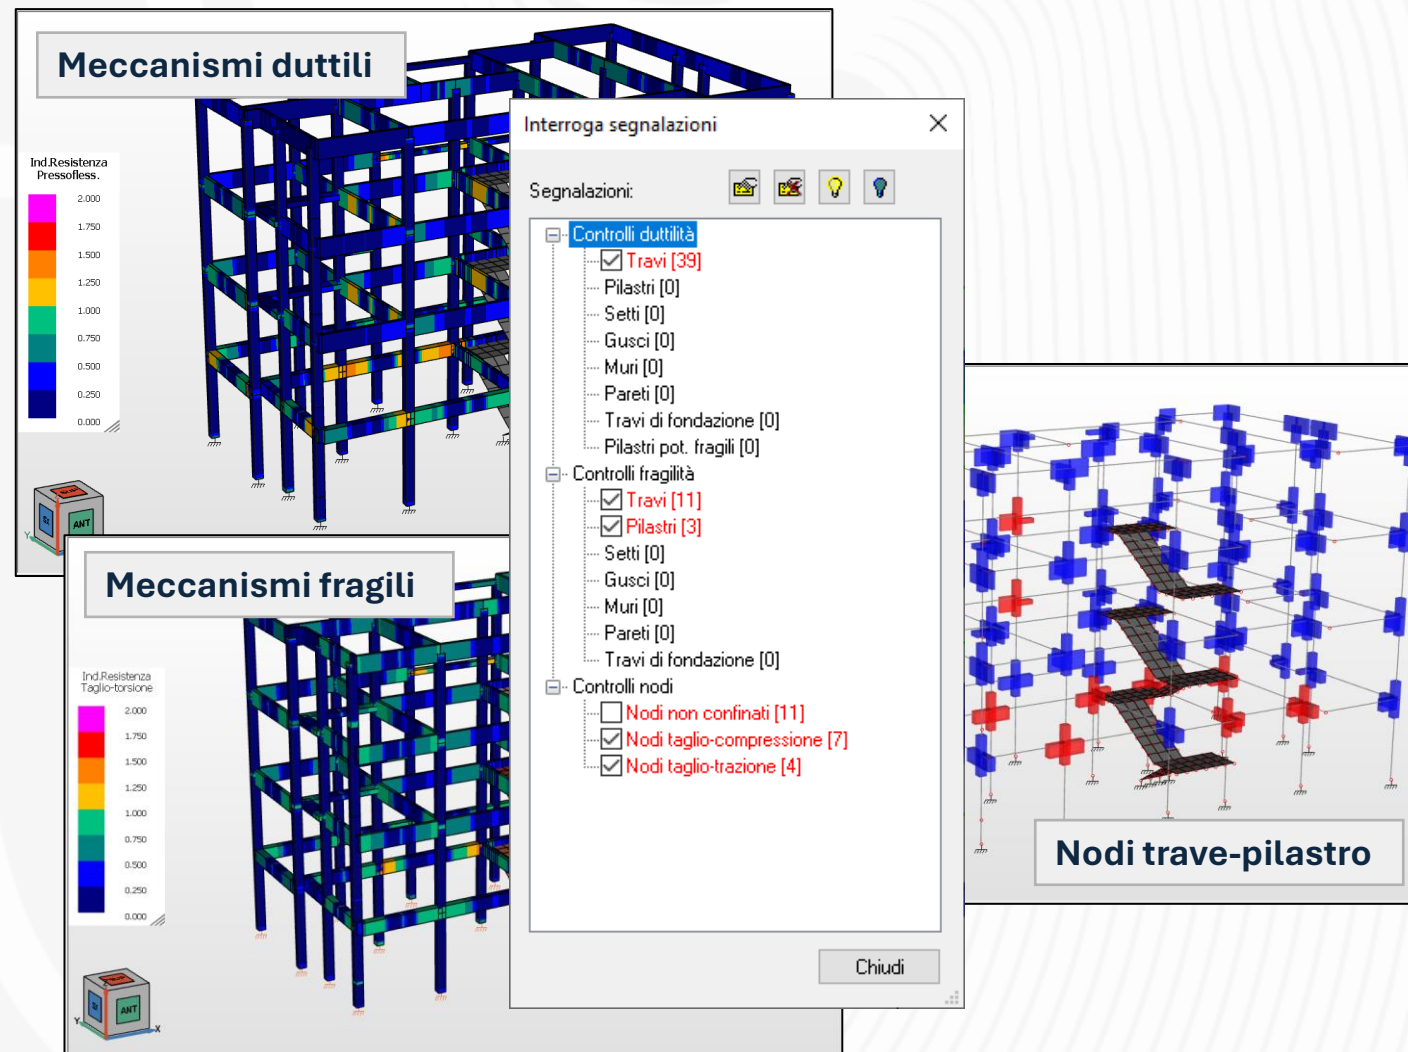 Meccanismi duttili
Ind.Resistenza
Pressofless.
2.000
1.750
1.500
1.250
1.000
0.750
0.500
0.250
0.000
ANT
Y
Meccanismi fragili
Ind.Resistenza
Taglio-torsione
2.000
1.750
1.500
1.250
1.000
0.750
0.500
0.250
0.000
ANT
Y
X
Interroga segnalazioni
Segnalazioni:
Controlli duttilità
Travi [39]
Pilastri [0]
Setti [0]
Gusci [0]
Muri [0]
Pareti [0]
Travi di fondazione [0]
Pilastri pot. fragili [0]
Controlli fragilità
Travi [11]
Pilastri [3]
Setti [0]
Gusci [0]
Muri [0]
Pareti [0]
Travi di fondazione [0]
Controlli nodi
Nodi non confinati [11]
Nodi taglio-compressione [7]
Nodi taglio-trazione [4]
Chiudi
Nodi trave-pilastro